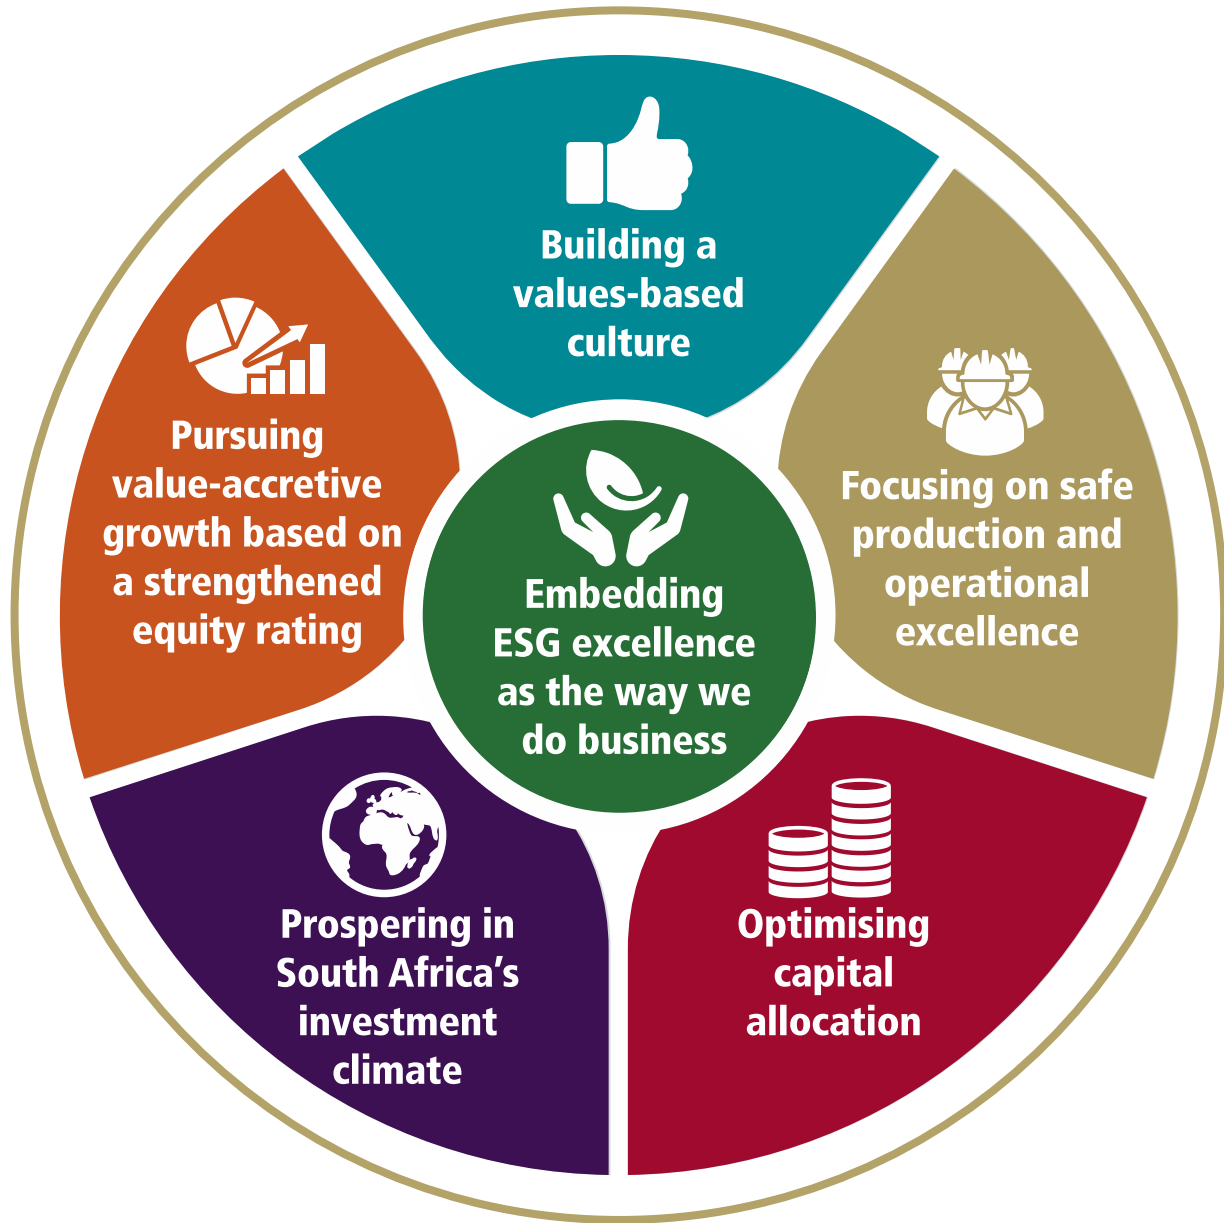 Building a
values-based
culture
Focusing on safe
production and
operational
excellence
Optimising
capital
allocation
Prospering in
South Africa’s
investment
climate
Pursuing
value-accretive
growth based on
a strengthened
equity rating
Embedding
ESG excellence
as the way we
do business